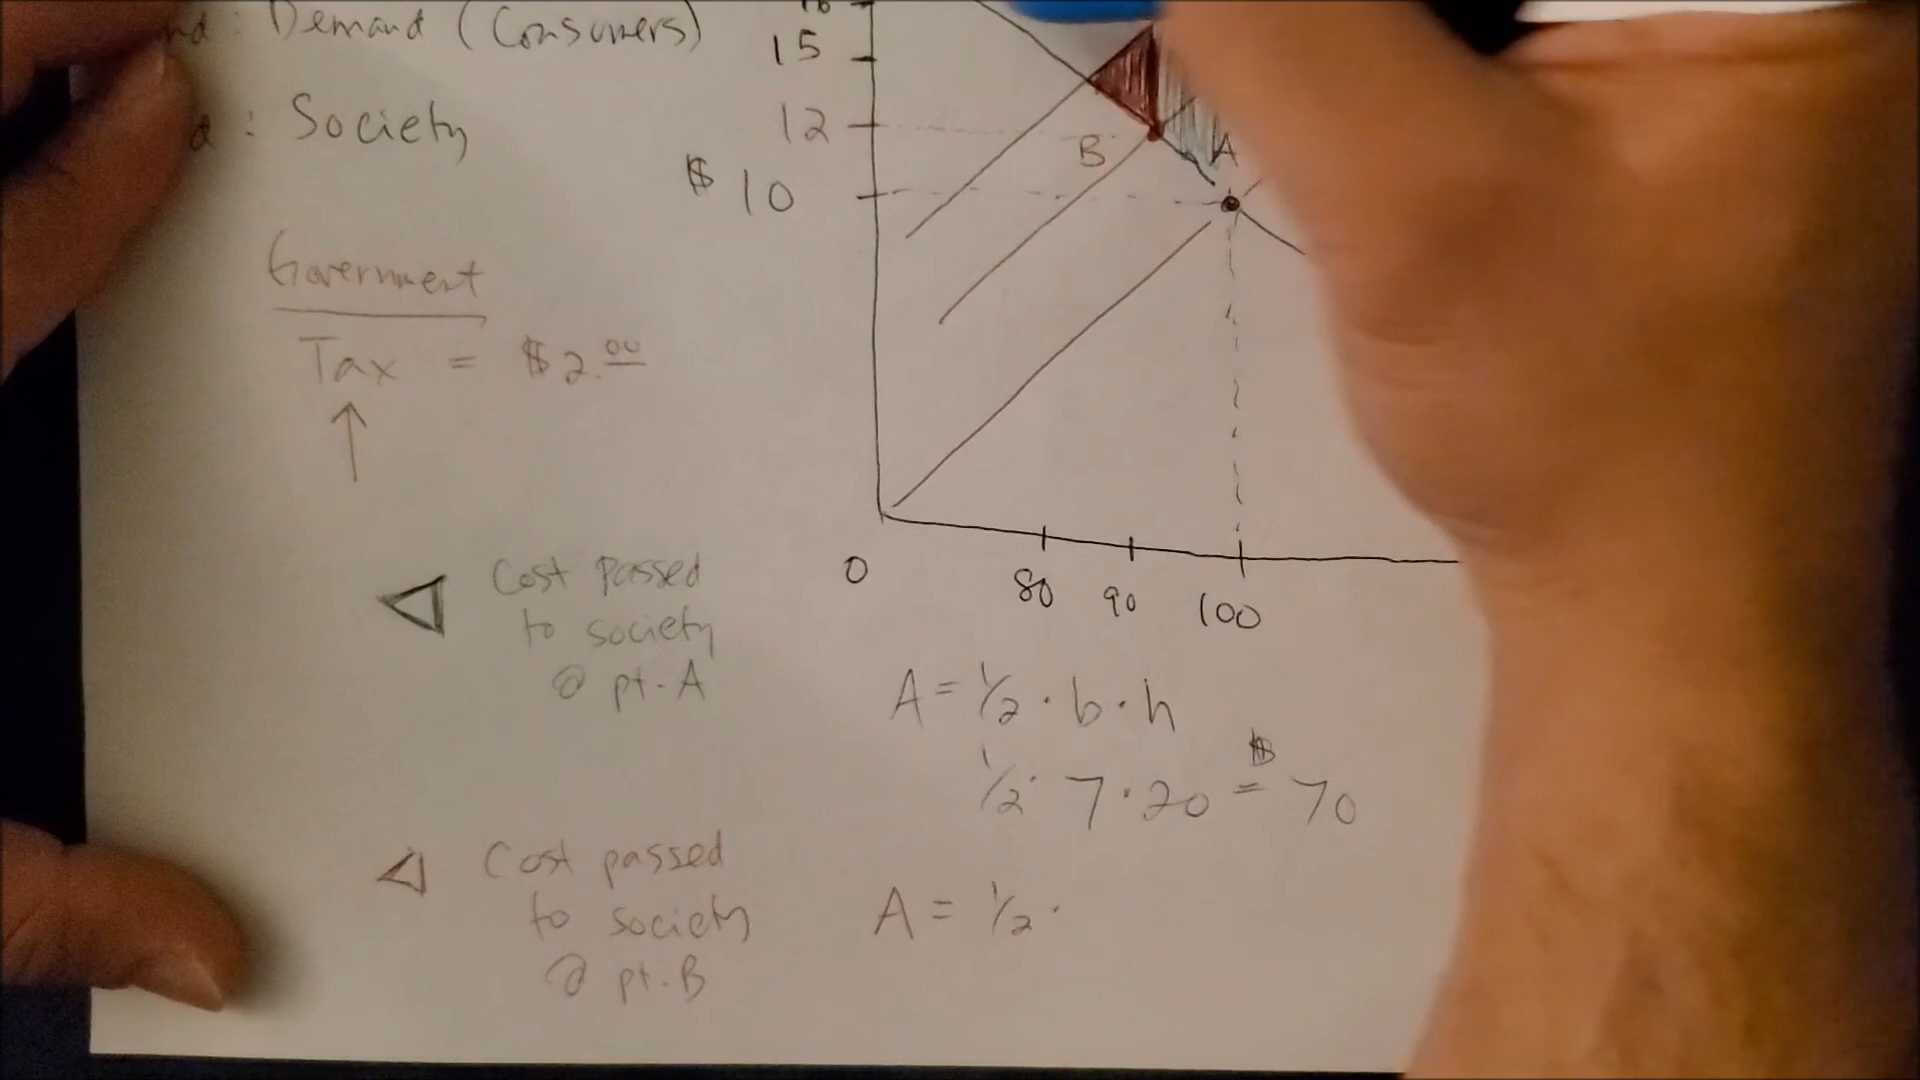 : Demand (Consumers)
: Society
Government
Tax = $2.00
Cost passed
to society
@ pt. A
Cost passed
to society
@ pt. B
15
12
$ 10
B
A
0
80
90
100
A = 1/2 · b · h
1/2 · 7 · 20 = $ 70
A = 1/2 ·